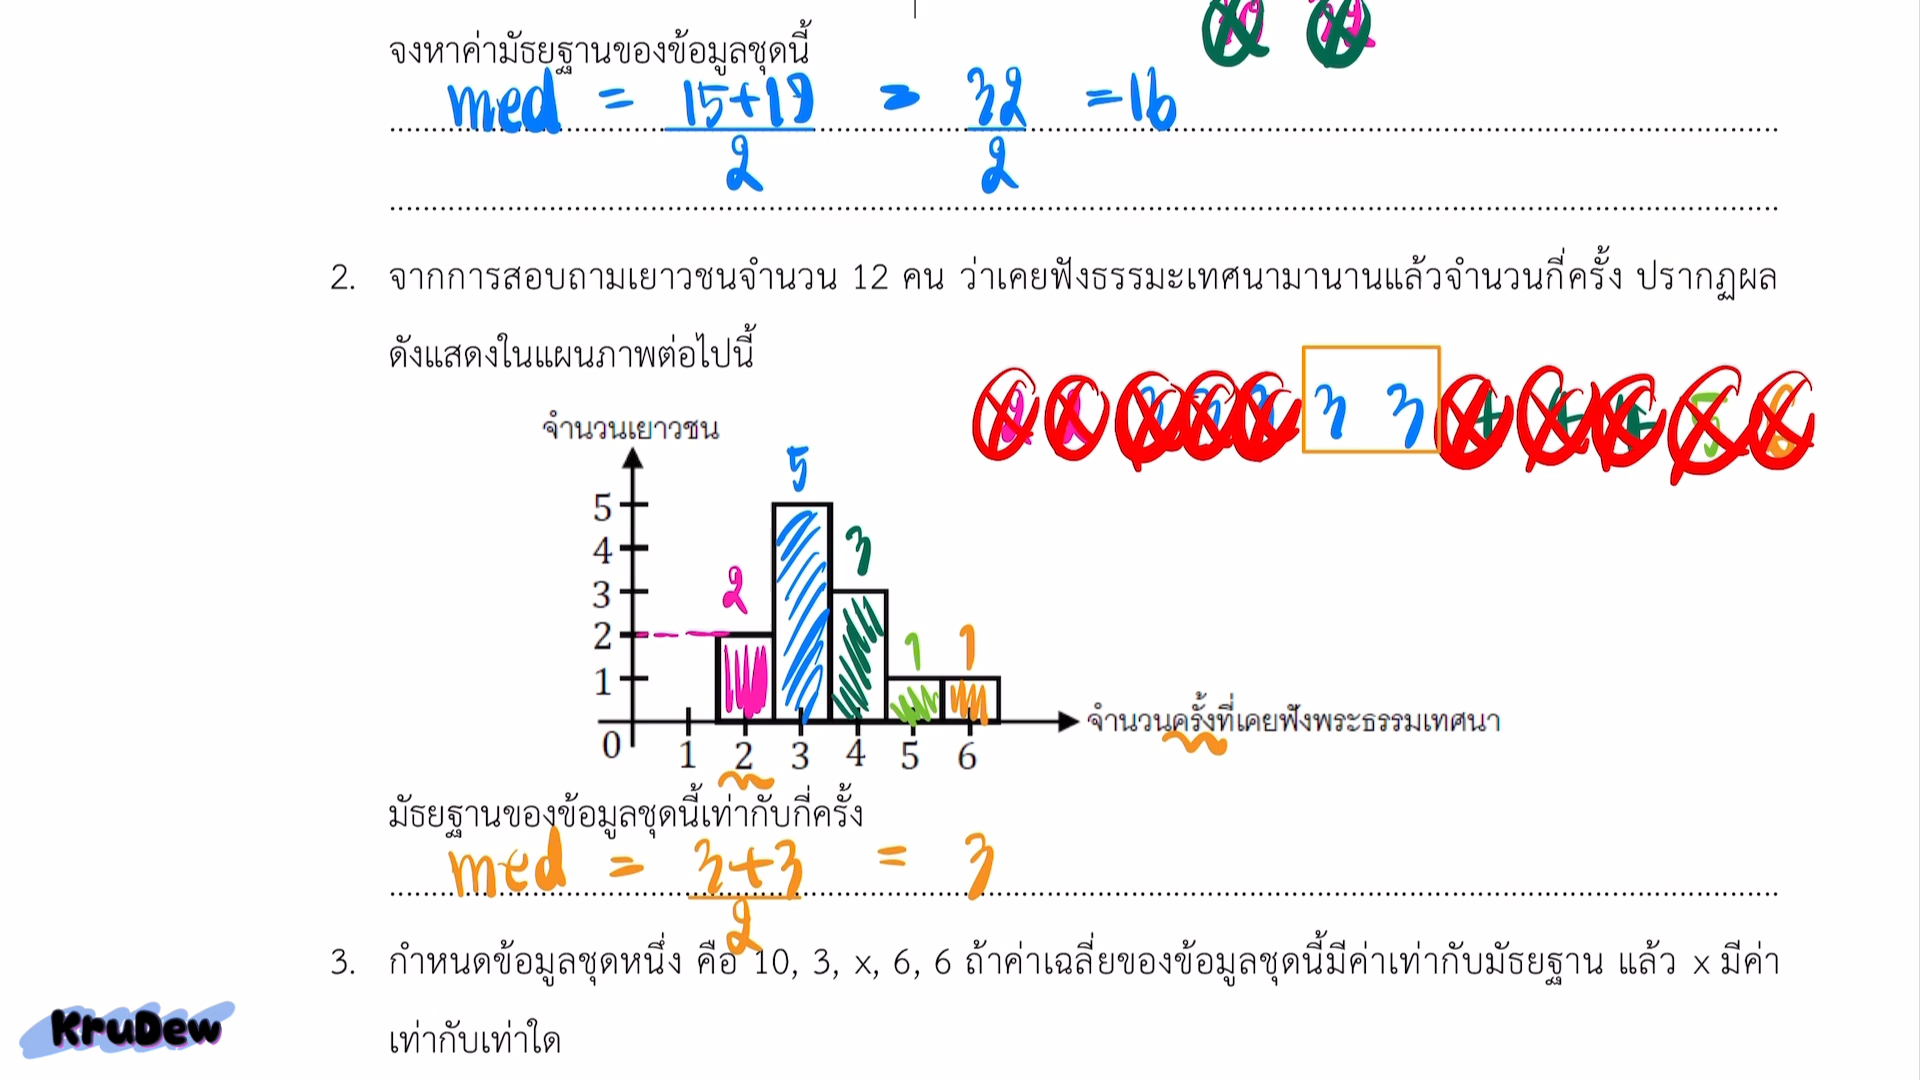 จงหาค่ามัธยฐานของข้อมูลชุดนี้
med = 15+17 = 32 =16
2 2
2. จากการสอบถามเยาวชนจำนวน 12 คน ว่าเคยฟังธรรมะเทศนามานานแล้วจำนวนกี่ครั้ง ปรากฏผล
ดังแสดงในแผนภาพต่อไปนี้
2 2 3 3 3 3 3 4 4 4 5 6
จำนวนเยาวชน
5
5
4
3
3
2
2
1
1
1
0 1 2 3 4 5 6
จำนวนครั้งที่เคยฟังพระธรรมเทศนา
มัธยฐานของข้อมูลชุดนี้เท่ากับกี่ครั้ง
med = 3+3 = 3
2
3. กำหนดข้อมูลชุดหนึ่ง คือ 10, 3, x, 6, 6 ถ้าค่าเฉลี่ยของข้อมูลชุดนี้มีค่าเท่ากับมัธยฐาน แล้ว x มีค่า
เท่ากับเท่าใด
KruDew